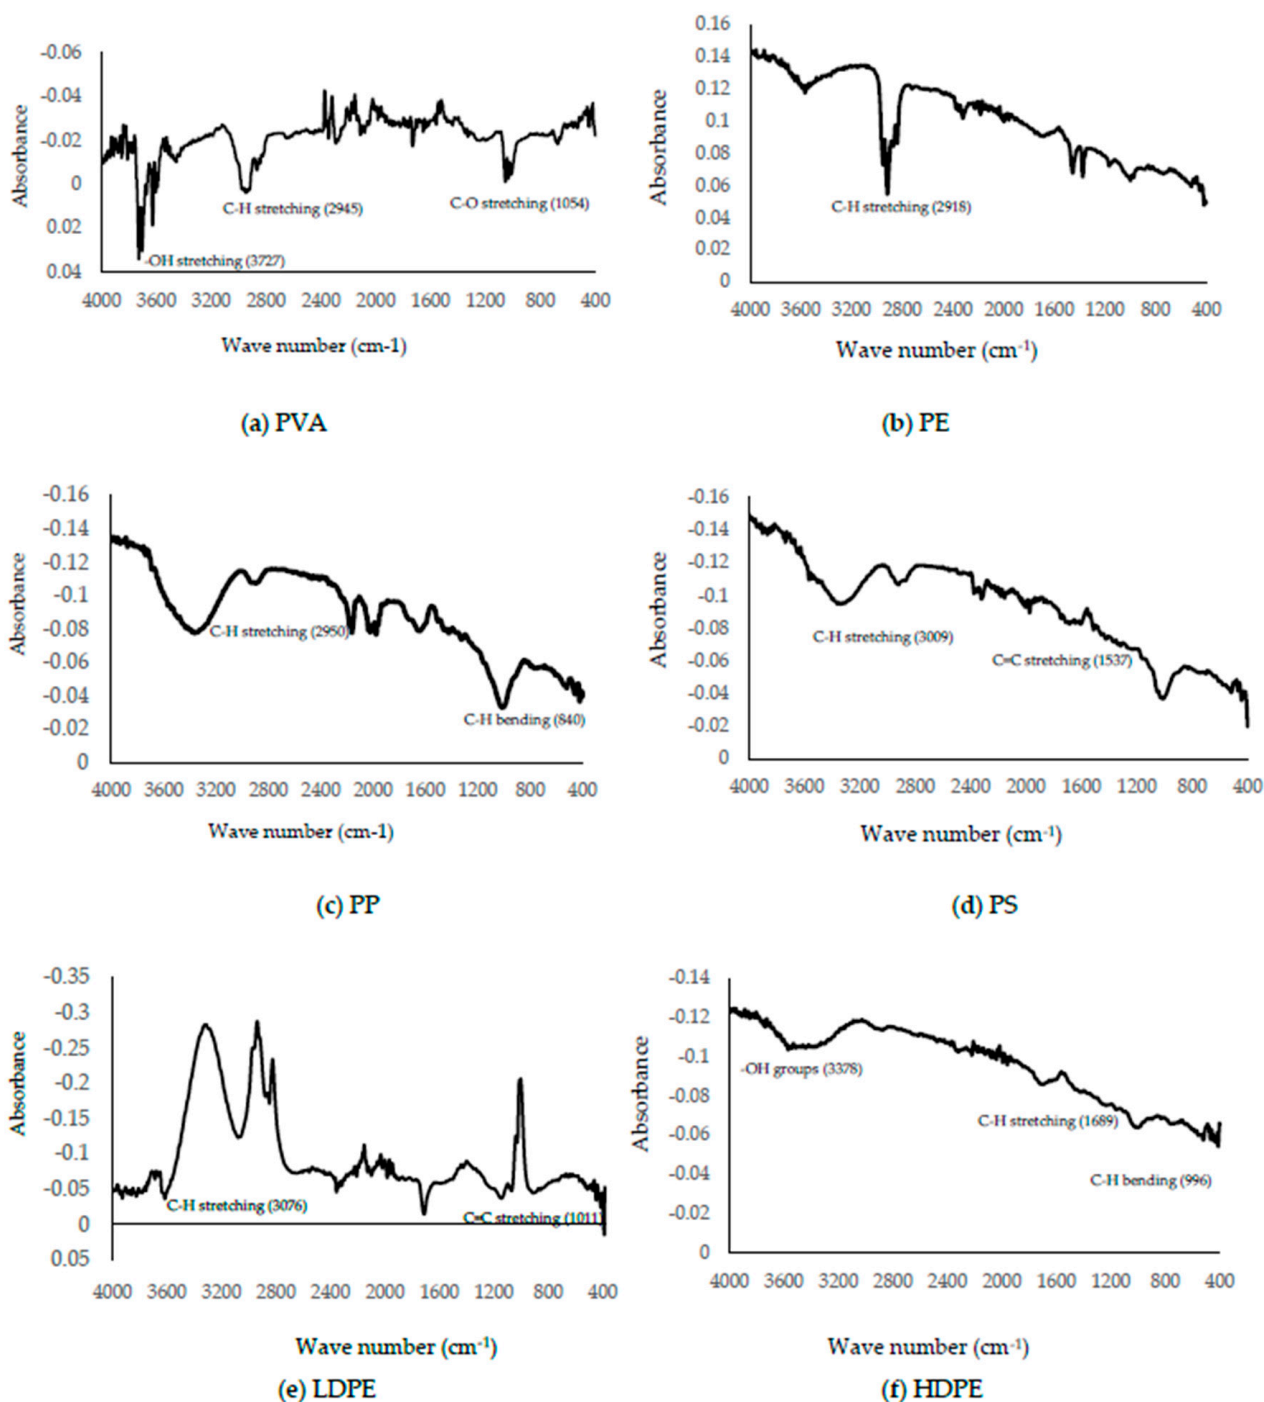 -0.06
-0.04
-0.02
0
0.02
0.04
Absorbance
C-H stretching (2945)
C-O stretching (1054)
-OH stretching (3727)
4000 3600 3200 2800 2400 2000 1600 1200 800 400
Wave number (cm-1)
(a) PVA
0.16
0.14
0.12
0.1
0.08
0.06
0.04
0.02
0
Absorbance
C-H stretching (2918)
4000 3600 3200 2800 2400 2000 1600 1200 800 400
Wave number (cm-1)
(b) PE
-0.16
-0.14
-0.12
-0.1
-0.08
-0.06
-0.04
-0.02
0
Absorbance
C-H stretching (2950)
C-H bending (840)
4000 3600 3200 2800 2400 2000 1600 1200 800 400
Wave number (cm-1)
(c) PP
-0.16
-0.14
-0.12
-0.1
-0.08
-0.06
-0.04
-0.02
0
Absorbance
C-H stretching (3009)
C=C stretching (1537)
4000 3600 3200 2800 2400 2000 1600 1200 800 400
Wave number (cm-1)
(d) PS
-0.35
-0.3
-0.25
-0.2
-0.15
-0.1
-0.05
0
0.05
Absorbance
C-H stretching (3076)
C=C stretching (1011)
4000 3600 3200 2800 2400 2000 1600 1200 800 400
Wave number (cm-1)
(e) LDPE
-0.14
-0.12
-0.1
-0.08
-0.06
-0.04
-0.02
0
Absorbance
-OH groups (3378)
C-H stretching (1689)
C-H bending (996)
4000 3600 3200 2800 2400 2000 1600 1200 800 400
Wave number (cm-1)
(f) HDPE